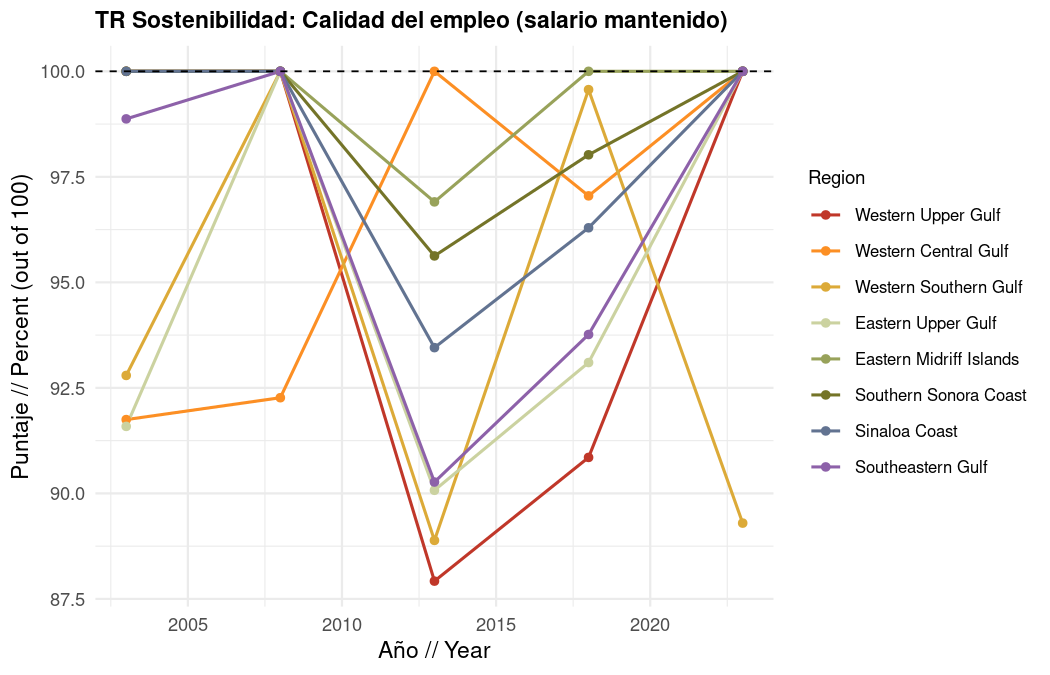 TR Sostenibilidad: Calidad del empleo (salario mantenido)
100.0
97.5
95.0
92.5
90.0
87.5
Puntaje // Percent (out of 100)
2005
2010
2015
2020
Año // Year
Region
Western Upper Gulf
Western Central Gulf
Western Southern Gulf
Eastern Upper Gulf
Eastern Midriff Islands
Southern Sonora Coast
Sinaloa Coast
Southeastern Gulf